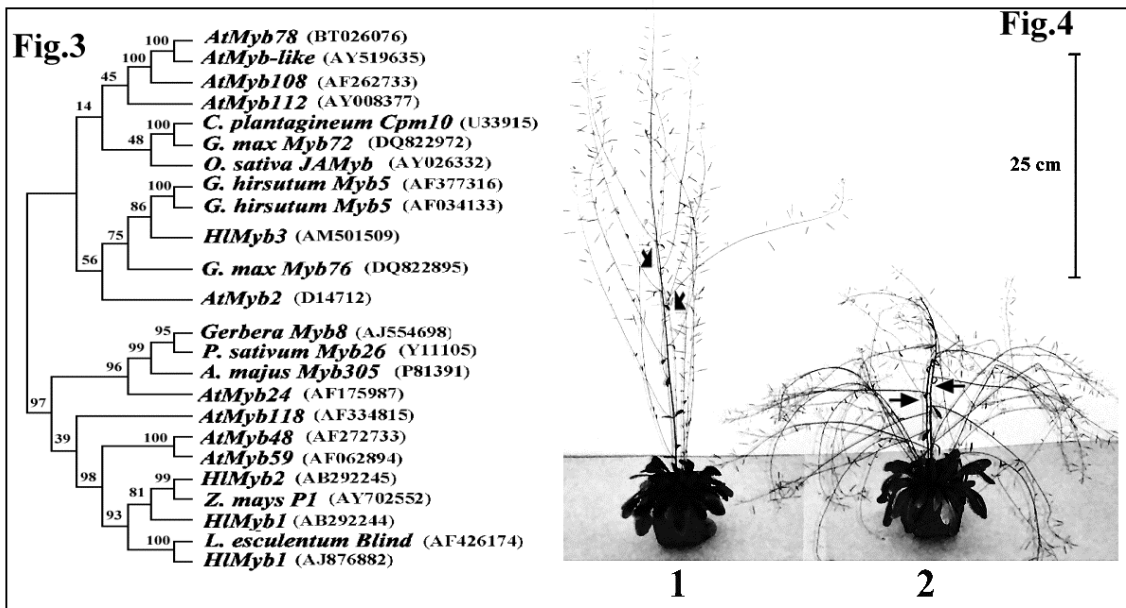 Fig.3
100 AtMyb78 (BT026076)
100 AtMyb-like (AY519635)
45 AtMyb108 (AF262733)
AtMyb112 (AY008377)
14
100 C. plantagineum Cpm10 (U33915)
48 G. max Myb72 (DQ822972)
O. sativa JAMyb (AY026332)
100 G. hirsutum Myb5 (AF377316)
86 G. hirsutum Myb5 (AF034133)
75 HlMyb3 (AM501509)
56 G. max Myb76 (DQ822895)
AtMyb2 (D14712)
95 Gerbera Myb8 (AJ554698)
99 P. sativum Myb26 (Y11105)
96 A. majus Myb305 (P81391)
AtMyb24 (AF175987)
97
39 AtMyb118 (AF334815)
100 AtMyb48 (AF272733)
AtMyb59 (AF062894)
98
99 HlMyb2 (AB292245)
81 Z. mays P1 (AY702552)
93 HlMyb1 (AB292244)
100 L. esculentum Blind (AF426174)
HlMyb1 (AJ876882)
Fig.4
25 cm
1 2